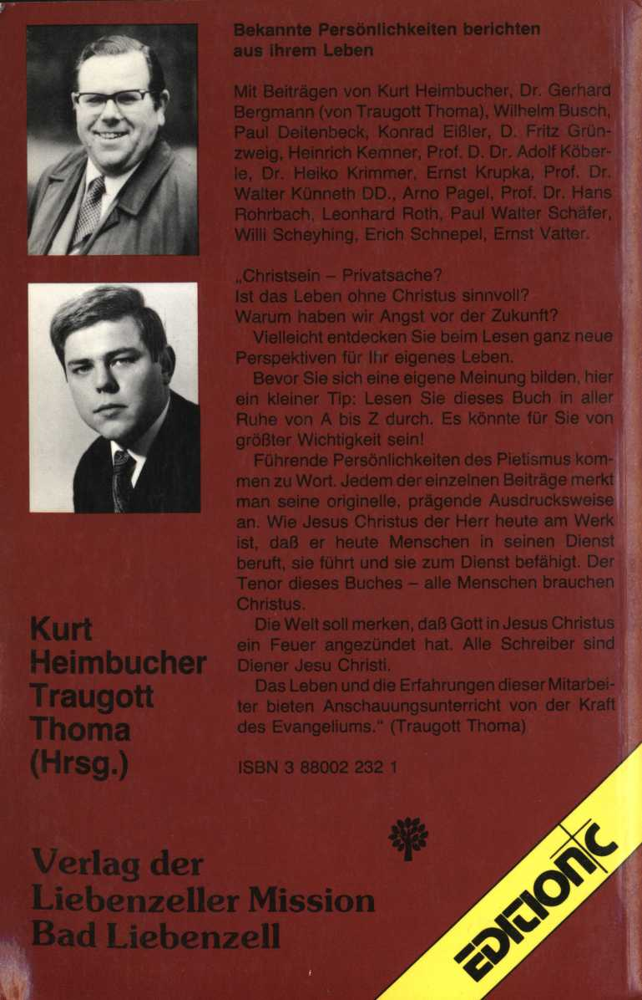 Bekannte Persönlichkeiten berichten
aus ihrem Leben
Mit Beiträgen von Kurt Heimbucher, Dr. Gerhard
Bergmann (von Traugott Thoma), Wilhelm Busch,
Paul Deitenbeck, Konrad Eißler, D. Fritz Grün-
zweig, Heinrich Kemner, Prof. D. Dr. Adolf Köber-
le, Dr. Heiko Krimmer, Ernst Krupka, Prof. Dr.
Walter Künneth DD., Arno Pagel, Prof. Dr. Hans
Rohrbach, Leonhard Roth, Paul Walter Schäfer,
Willi Scheyhing, Erich Schnepel, Ernst Vatter.
„Christsein – Privatsache?
Ist das Leben ohne Christus sinnvoll?
Warum haben wir Angst vor der Zukunft?
Vielleicht entdecken Sie beim Lesen ganz neue
Perspektiven für Ihr eigenes Leben.
Bevor Sie sich eine eigene Meinung bilden, hier
ein kleiner Tip: Lesen Sie dieses Buch in aller
Ruhe von A bis Z durch. Es könnte für Sie von
größter Wichtigkeit sein!
Führende Persönlichkeiten des Pietismus kom-
men zu Wort. Jedem der einzelnen Beiträge merkt
man seine originelle, prägende Ausdrucksweise
an. Wie Jesus Christus der Herr heute am Werk
ist, daß er heute Menschen in seinen Dienst
beruft, sie führt und sie zum Dienst befähigt. Der
Tenor dieses Buches – alle Menschen brauchen
Christus.
Die Welt soll merken, daß Gott in Jesus Christus
ein Feuer angezündet hat. Alle Schreiber sind
Diener Jesu Christi.
Das Leben und die Erfahrungen dieser Mitarbei-
ter bieten Anschauungsunterricht von der Kraft
des Evangeliums.“ (Traugott Thoma)
ISBN 3 88002 232 1
Kurt
Heimbucher
Traugott
Thoma
(Hrsg.)
Verlag der
Liebenzeller Mission
Bad Liebenzell
EDITION C